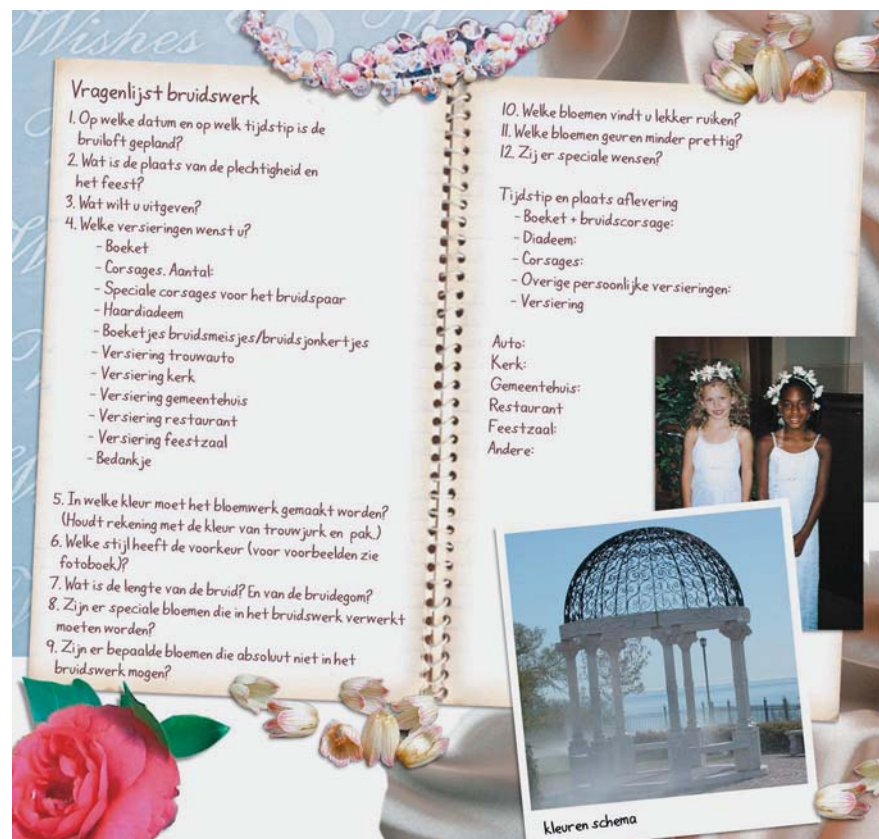 Wishes
Vragenlijst bruidswerk
1. Op welke datum en op welk tijdstip is de
bruiloft gepland?
2. Wat is de plaats van de plechtigheid en
het feest?
3. Wat wilt u uitgeven?
4. Welke versieringen wenst u?
- Boeket
- Corsages. Aantal:
- Speciale corsages voor het bruidspaar
- Haardiadeem
- Boeketjes bruidsmeisjes/bruidsjonkertjes
- Versiering trouwauto
- Versiering kerk
- Versiering gemeentehuis
- Versiering restaurant
- Versiering feestzaal
- Bedankje
5. In welke kleur moet het bloemwerk gemaakt worden?
(Houdt rekening met de kleur van trouwjurk en pak.)
6. Welke stijl heeft de voorkeur (voor voorbeelden zie
fotoboek)?
7. Wat is de lengte van de bruid? En van de bruidegom?
8. Zijn er speciale bloemen die in het bruidswerk verwerkt
moeten worden?
9. Zijn er bepaalde bloemen die absoluut niet in het
bruidswerk mogen?
10. Welke bloemen vindt u lekker ruiken?
11. Welke bloemen geuren minder prettig?
12. Zij er speciale wensen?
Tijdstip en plaats aflevering
- Boeket + bruidscorsage:
- Diadeem:
- Corsages:
- Overige persoonlijke versieringen:
- Versiering
Auto:
Kerk:
Gemeentehuis:
Restaurant
Feestzaal:
Andere:
kleuren schema